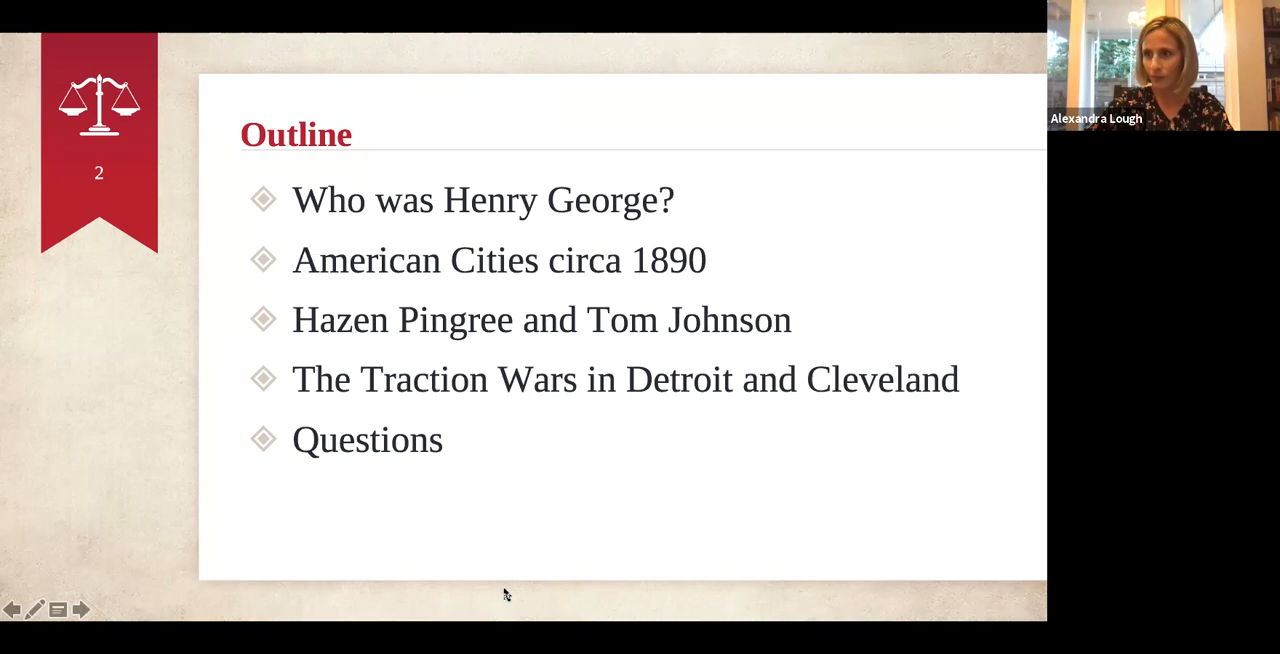 2
Outline
Who was Henry George?
American Cities circa 1890
Hazen Pingree and Tom Johnson
The Traction Wars in Detroit and Cleveland
Questions
Alexandra Lough